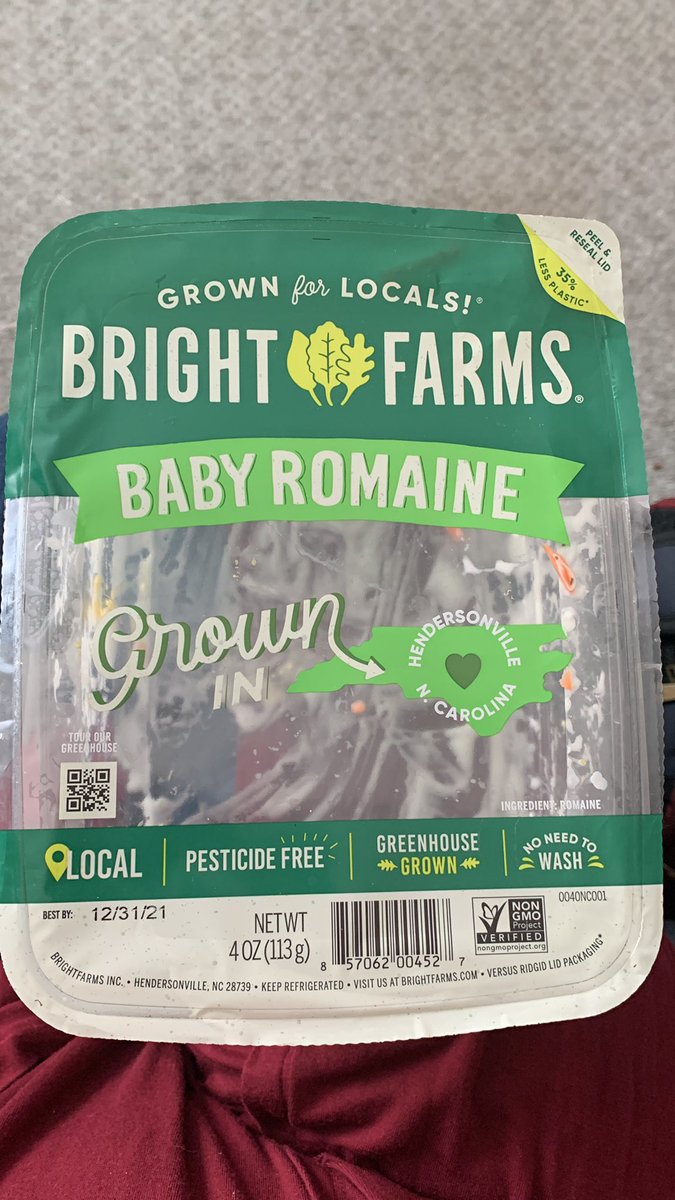 PEEL &
RESEAL LID
35%
LESS PLASTIC*
GROWN for LOCALS!®
BRIGHT FARMS®
BABY ROMAINE
Grown
IN
HENDERSONVILLE
N. CAROLINA
TOUR OUR
GREENHOUSE
INGREDIENT: ROMAINE
LOCAL
PESTICIDE FREE
GREENHOUSE
GROWN
NO NEED TO
WASH
BEST BY: 12/31/21
NET WT
4 OZ (113 g)
8 57062 00452 7
NON
GMO
Project
VERIFIED
nongmoproject.org
0040NC001
BRIGHTFARMS INC. • HENDERSONVILLE, NC 28739 • KEEP REFRIGERATED • VISIT US AT BRIGHTFARMS.COM • VERSUS RIDGID LID PACKAGING*